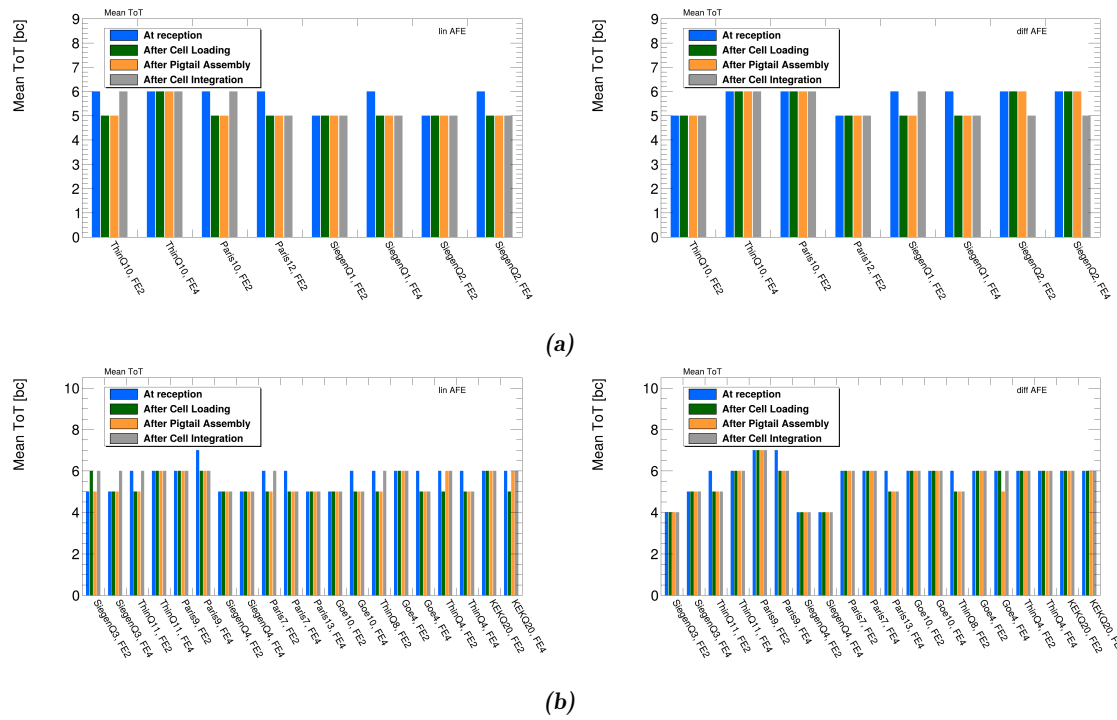 Mean ToT
lin AFE
Mean ToT [bc]
At reception
After Cell Loading
After Pigtail Assembly
After Cell Integration
9
8
7
6
5
4
3
2
1
0
ThinQ10, FE2
ThinQ10, FE4
Paris10, FE2
Paris12, FE2
SiegenQ1, FE2
SiegenQ1, FE4
SiegenQ2, FE2
SiegenQ2, FE4
Mean ToT
diff AFE
Mean ToT [bc]
At reception
After Cell Loading
After Pigtail Assembly
After Cell Integration
9
8
7
6
5
4
3
2
1
0
ThinQ10, FE2
ThinQ10, FE4
Paris10, FE2
Paris12, FE2
SiegenQ1, FE2
SiegenQ1, FE4
SiegenQ2, FE2
SiegenQ2, FE4
(a)
Mean ToT
lin AFE
Mean ToT [bc]
At reception
After Cell Loading
After Pigtail Assembly
After Cell Integration
10
8
6
4
2
0
SiegenQ3, FE2
SiegenQ3, FE4
ThinQ11, FE2
ThinQ11, FE4
Paris9, FE2
Paris9, FE4
SiegenQ4, FE2
SiegenQ4, FE4
Paris7, FE2
Paris7, FE4
Paris13, FE4
Goe10, FE2
Goe10, FE4
ThinQ8, FE2
Goe4, FE2
Goe4, FE4
ThinQ4, FE2
ThinQ4, FE4
KEKQ20, FE2
KEKQ20, FE4
Mean ToT
diff AFE
Mean ToT [bc]
At reception
After Cell Loading
After Pigtail Assembly
After Cell Integration
10
8
6
4
2
0
SiegenQ3, FE2
SiegenQ3, FE4
ThinQ11, FE2
ThinQ11, FE4
Paris9, FE2
Paris9, FE4
SiegenQ4, FE2
SiegenQ4, FE4
Paris7, FE2
Paris7, FE4
Paris13, FE4
Goe10, FE2
Goe10, FE4
ThinQ8, FE2
Goe4, FE2
Goe4, FE4
ThinQ4, FE2
ThinQ4, FE4
KEKQ20, FE2
KEKQ20, FE4
(b)